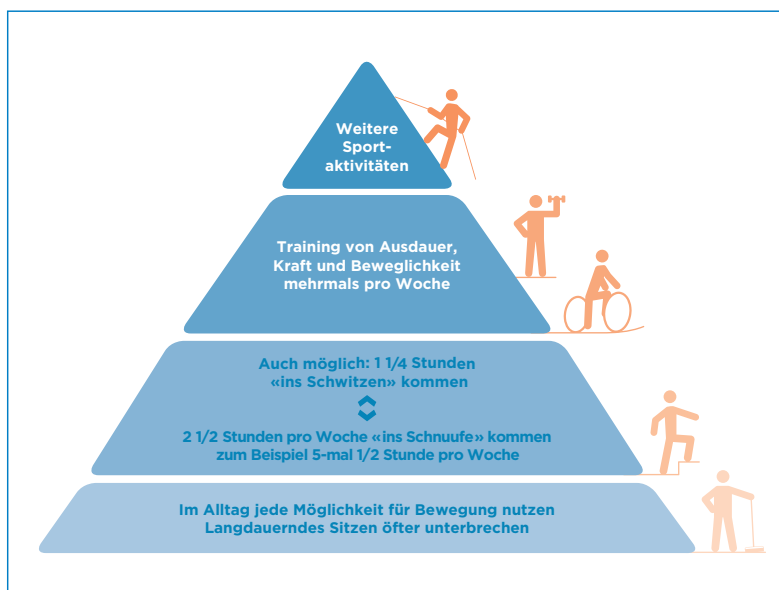 Weitere
Sport-
aktivitäten
Training von Ausdauer,
Kraft und Beweglichkeit
mehrmals pro Woche
Auch möglich: 1 1/4 Stunden
«ins Schwitzen» kommen
2 1/2 Stunden pro Woche «ins Schnuufe» kommen
zum Beispiel 5-mal 1/2 Stunde pro Woche
Im Alltag jede Möglichkeit für Bewegung nutzen
Langdauerndes Sitzen öfter unterbrechen